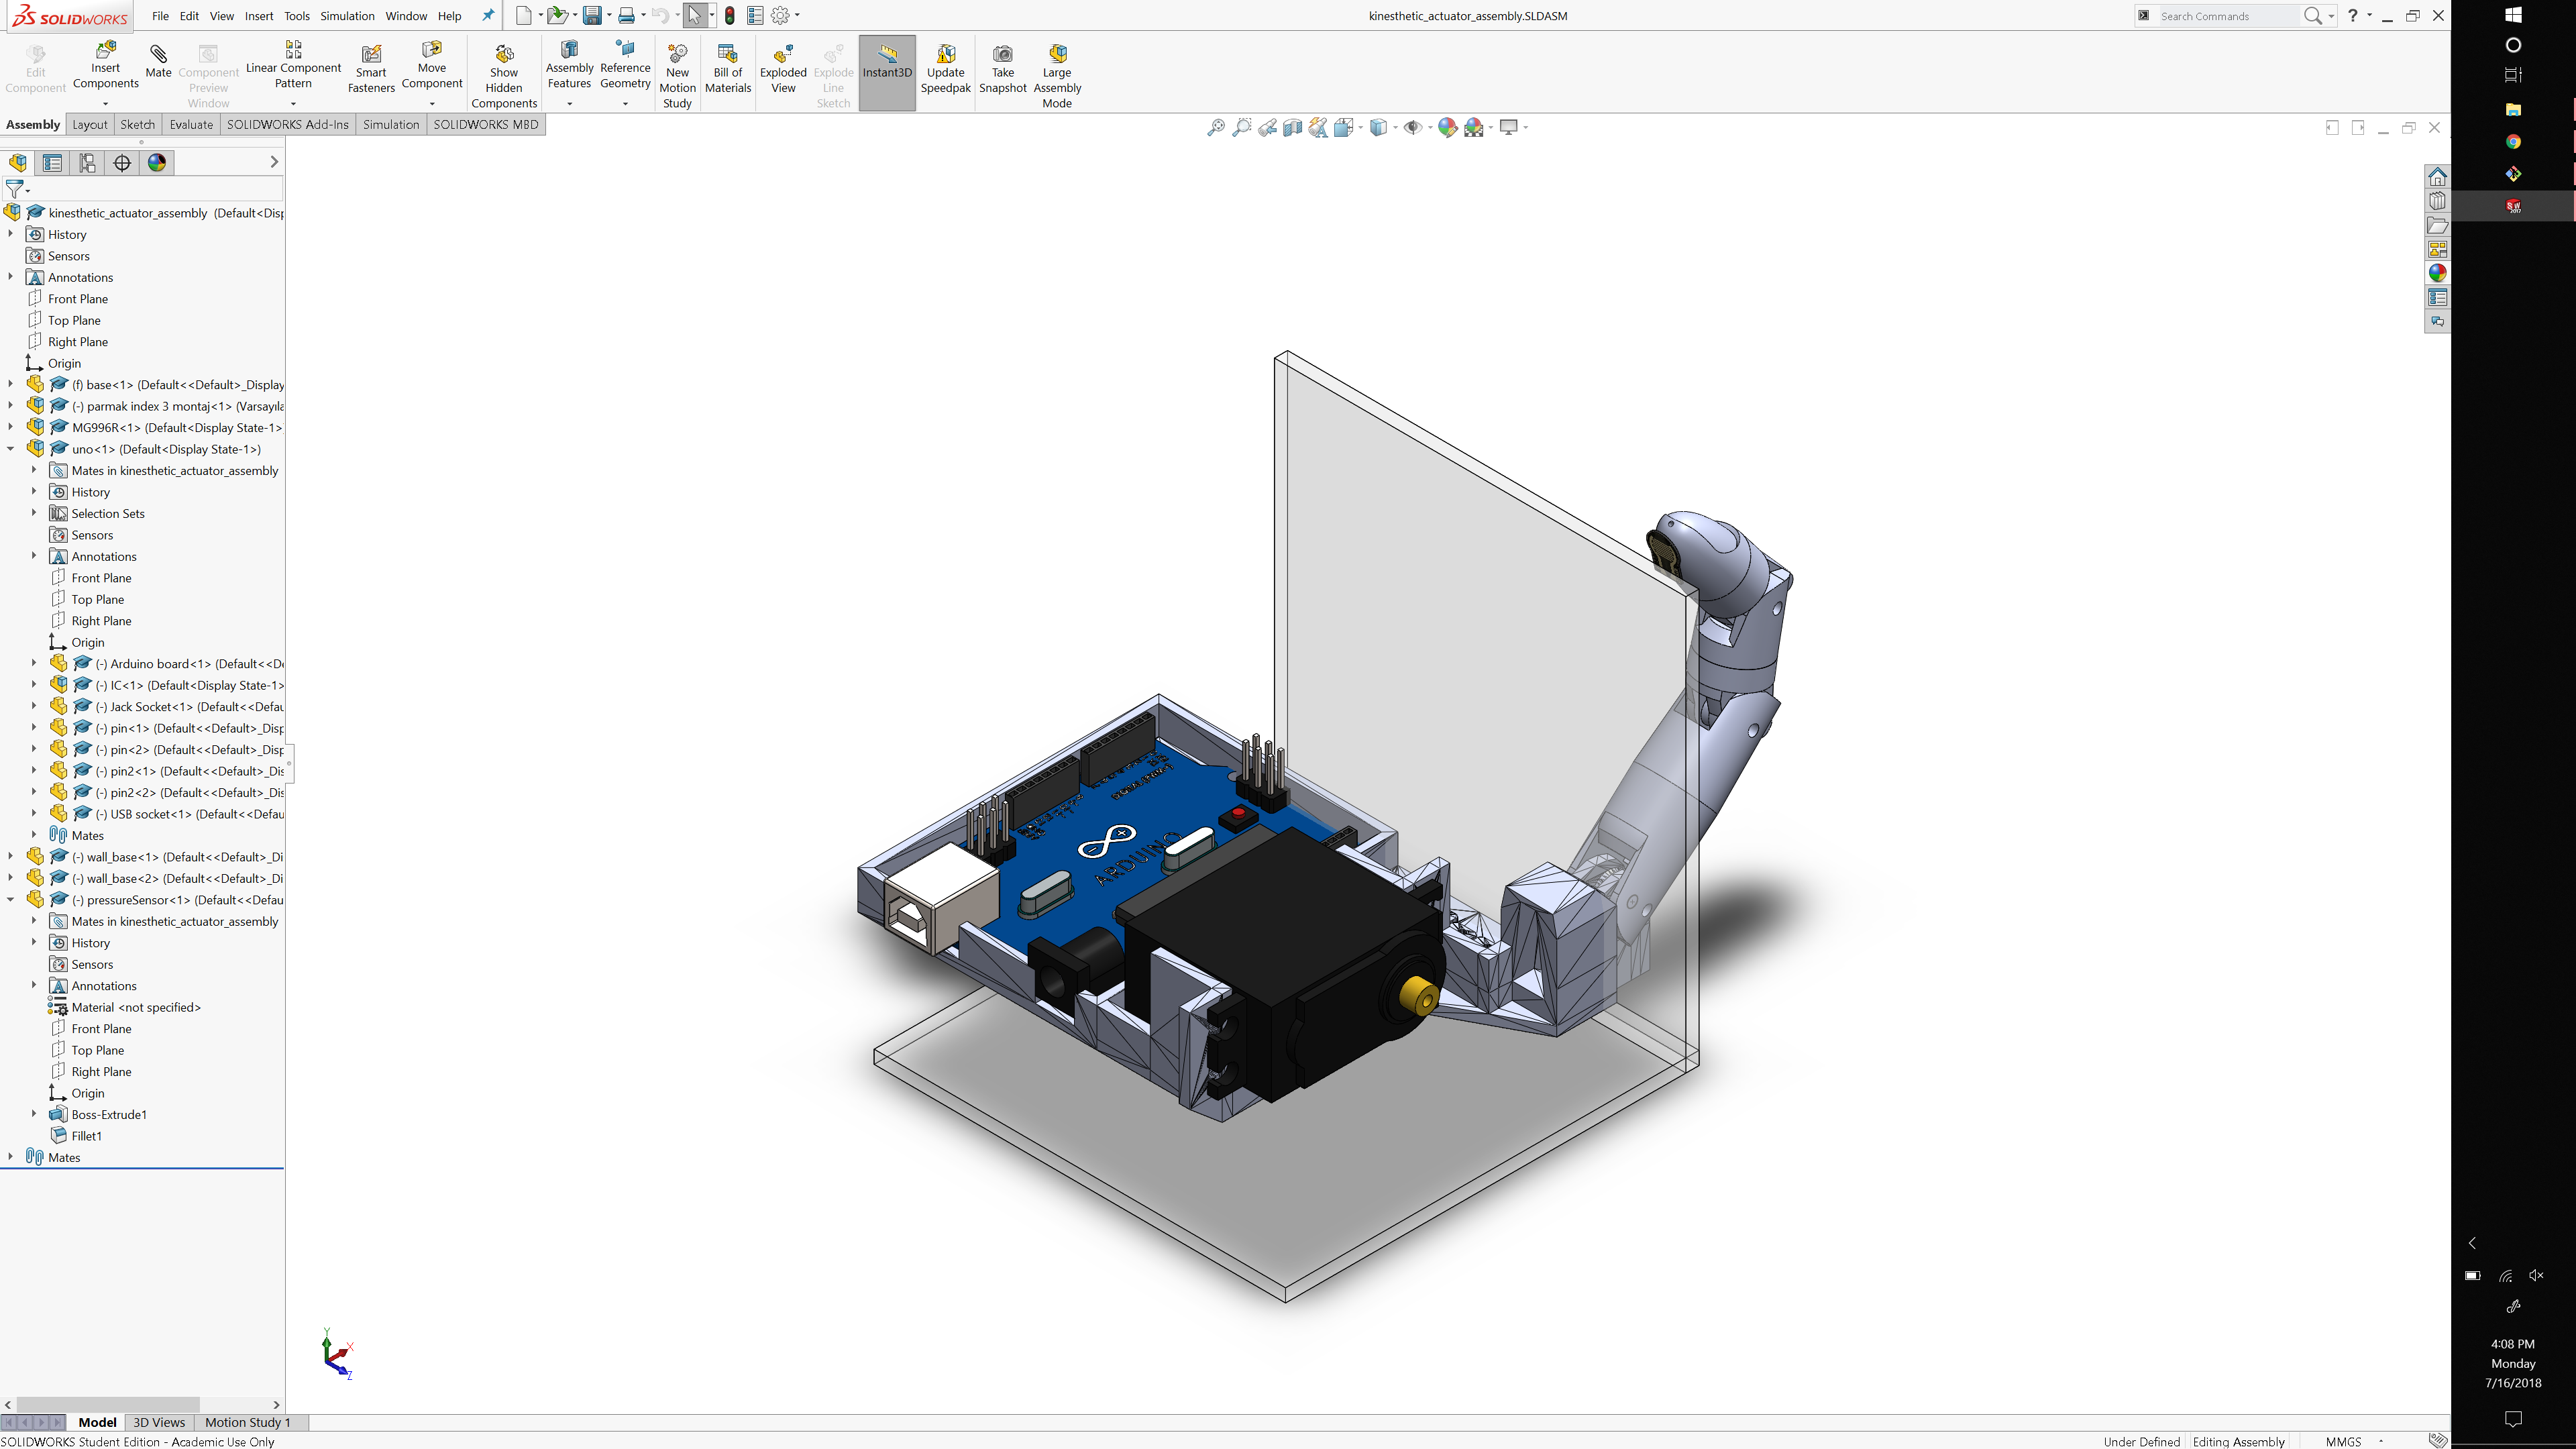 SOLIDWORKS File Edit View Insert Tools Simulation Window Help
kinesthetic_actuator_assembly.SLDASM
Search Commands
Edit Component
Insert Components
Mate
Component Preview Window
Linear Component Pattern
Smart Fasteners
Move Component
Show Hidden Components
Assembly Features
Reference Geometry
New Motion Study
Bill of Materials
Exploded View
Explode Line Sketch
Instant3D
Update Speedpak
Take Snapshot
Large Assembly Mode
Assembly Layout Sketch Evaluate SOLIDWORKS Add-Ins Simulation SOLIDWORKS MBD
kinesthetic_actuator_assembly (Default<Disp
History
Sensors
Annotations
Front Plane
Top Plane
Right Plane
Origin
(f) base<1> (Default<<Default>_Display
(-) parmak index 3 montaj<1> (Varsayıla
MG996R<1> (Default<Display State-1>
uno<1> (Default<Display State-1>)
Mates in kinesthetic_actuator_assembly
History
Selection Sets
Sensors
Annotations
Front Plane
Top Plane
Right Plane
Origin
(-) Arduino board<1> (Default<<De
(-) IC<1> (Default<Display State-1>
(-) Jack Socket<1> (Default<<Defau
(-) pin<1> (Default<<Default>_Disp
(-) pin<2> (Default<<Default>_Disp
(-) pin2<1> (Default<<Default>_Dis
(-) pin2<2> (Default<<Default>_Dis
(-) USB socket<1> (Default<<Defau
Mates
(-) wall_base<1> (Default<<Default>_Di
(-) wall_base<2> (Default<<Default>_Di
(-) pressureSensor<1> (Default<<Defau
Mates in kinesthetic_actuator_assembly
History
Sensors
Annotations
Material <not specified>
Front Plane
Top Plane
Right Plane
Origin
Boss-Extrude1
Fillet1
Mates
ARDUINO
Y
X
Z
Model 3D Views Motion Study 1
SOLIDWORKS Student Edition - Academic Use Only
Under Defined Editing Assembly MMGS
4:08 PM
Monday
7/16/2018